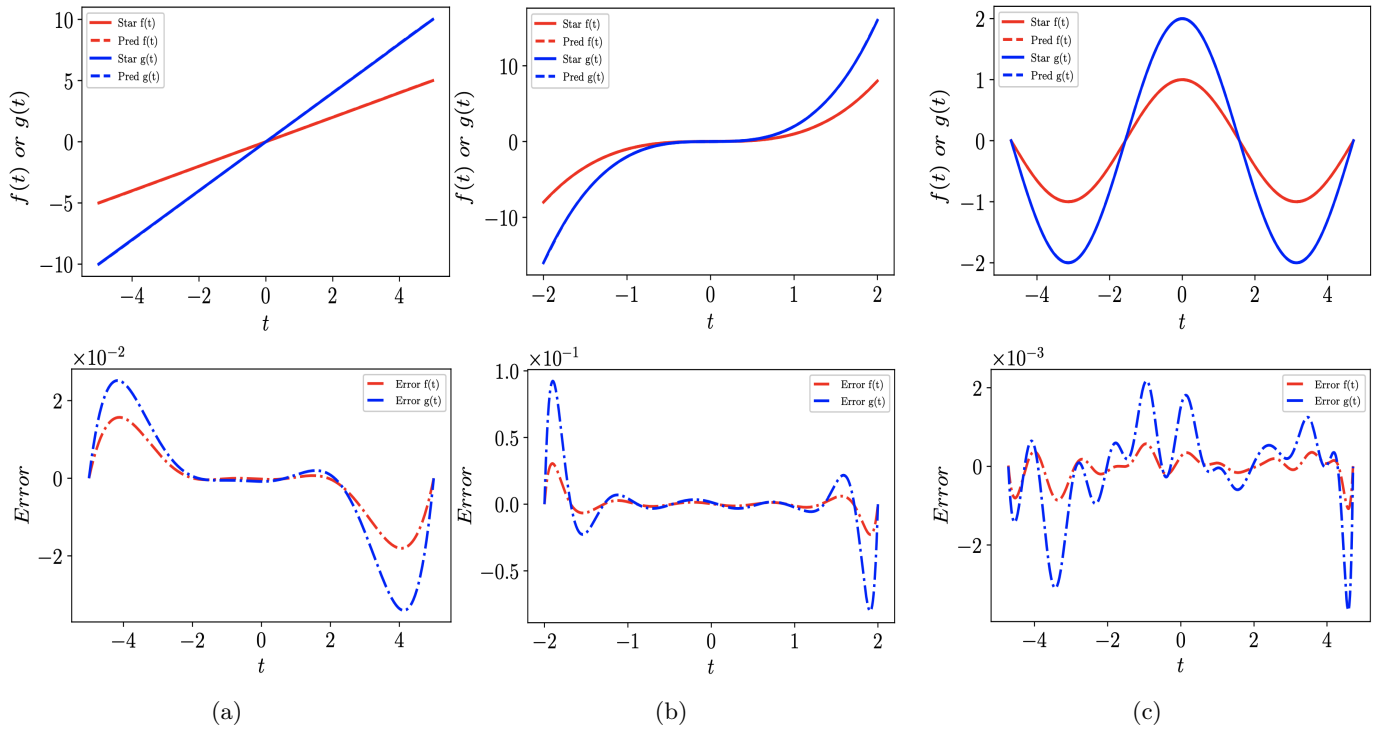 f(t) or g(t)
10
5
0
−5
−10
Star f(t)
Pred f(t)
Star g(t)
Pred g(t)
−4 −2 0 2 4
t
f(t) or g(t)
10
0
−10
Star f(t)
Pred f(t)
Star g(t)
Pred g(t)
−2 −1 0 1 2
t
f(t) or g(t)
2
1
0
−1
−2
Star f(t)
Pred f(t)
Star g(t)
Pred g(t)
−4 −2 0 2 4
t
×10⁻²
Error
2
0
−2
Error f(t)
Error g(t)
−4 −2 0 2 4
t
×10⁻¹
Error
1.0
0.5
0.0
−0.5
Error f(t)
Error g(t)
−2 −1 0 1 2
t
×10⁻³
Error
2
0
−2
Error f(t)
Error g(t)
−4 −2 0 2 4
t
(a) (b) (c)